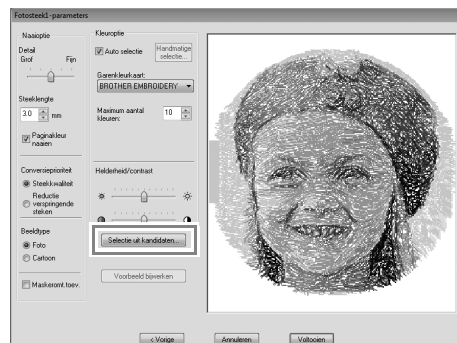 Fotosteek1-parameters
Naaioptie
Detail
Grof Fijn
Steeklengte
3.0 mm
Paginakleur
naaien
Conversieprioriteit
Steekkwaliteit
Reductie
verspringende
steken
Beeldtype
Foto
Cartoon
Maskeromt.toev.
Kleuroptie
Auto selectie
Handmatige
selectie...
Garenkleurkaart:
BROTHER EMBROIDERY
Maximum aantal
kleuren:
10
Helderheid/contrast
Selectie uit kandidaten...
Voorbeeld bijwerken
< Vorige
Annuleren
Voltooien